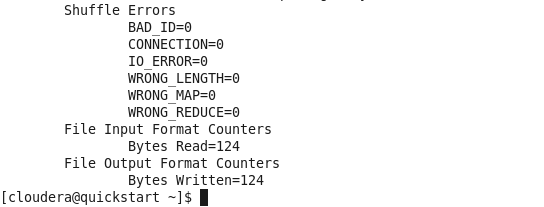 Shuffle Errors
BAD_ID=0
CONNECTION=0
IO_ERROR=0
WRONG_LENGTH=0
WRONG_MAP=0
WRONG_REDUCE=0
File Input Format Counters
Bytes Read=124
File Output Format Counters
Bytes Written=124
[cloudera@quickstart ~]$